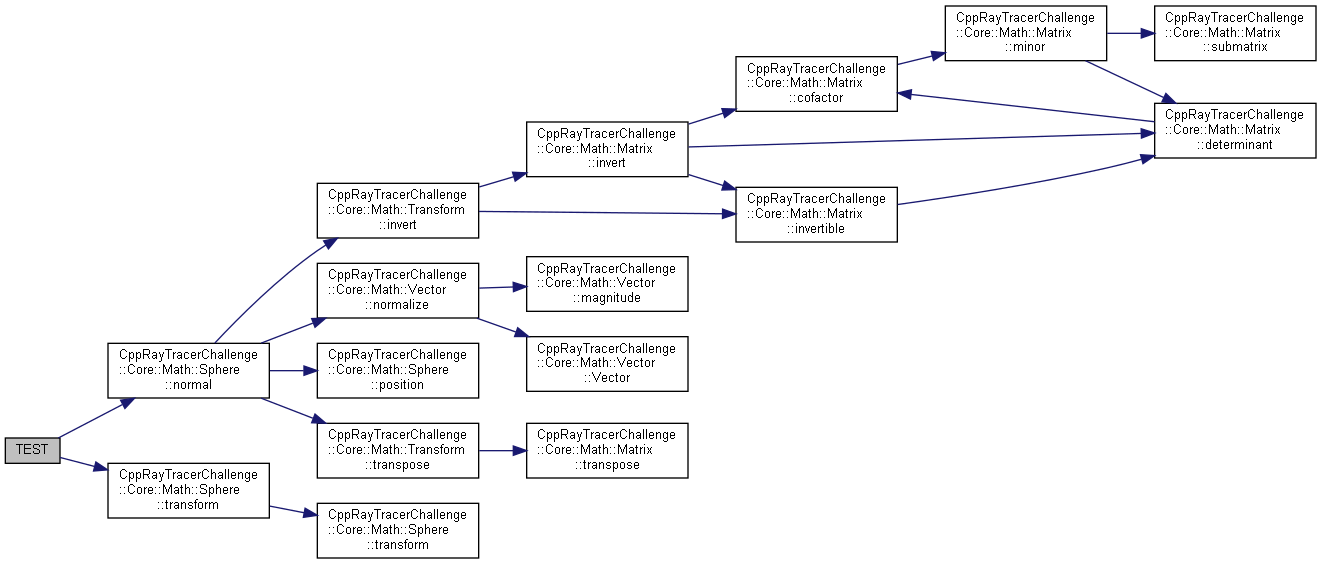 CppRayTracerChallenge
::Core::Math::Matrix
::minor
CppRayTracerChallenge
::Core::Math::Matrix
::submatrix
CppRayTracerChallenge
::Core::Math::Matrix
::cofactor
CppRayTracerChallenge
::Core::Math::Matrix
::determinant
CppRayTracerChallenge
::Core::Math::Matrix
::invert
CppRayTracerChallenge
::Core::Math::Transform
::invert
CppRayTracerChallenge
::Core::Math::Matrix
::invertible
CppRayTracerChallenge
::Core::Math::Vector
::normalize
CppRayTracerChallenge
::Core::Math::Vector
::magnitude
CppRayTracerChallenge
::Core::Math::Vector
::Vector
CppRayTracerChallenge
::Core::Math::Sphere
::normal
CppRayTracerChallenge
::Core::Math::Sphere
::position
CppRayTracerChallenge
::Core::Math::Transform
::transpose
CppRayTracerChallenge
::Core::Math::Matrix
::transpose
TEST
CppRayTracerChallenge
::Core::Math::Sphere
::transform
CppRayTracerChallenge
::Core::Math::Sphere
::transform